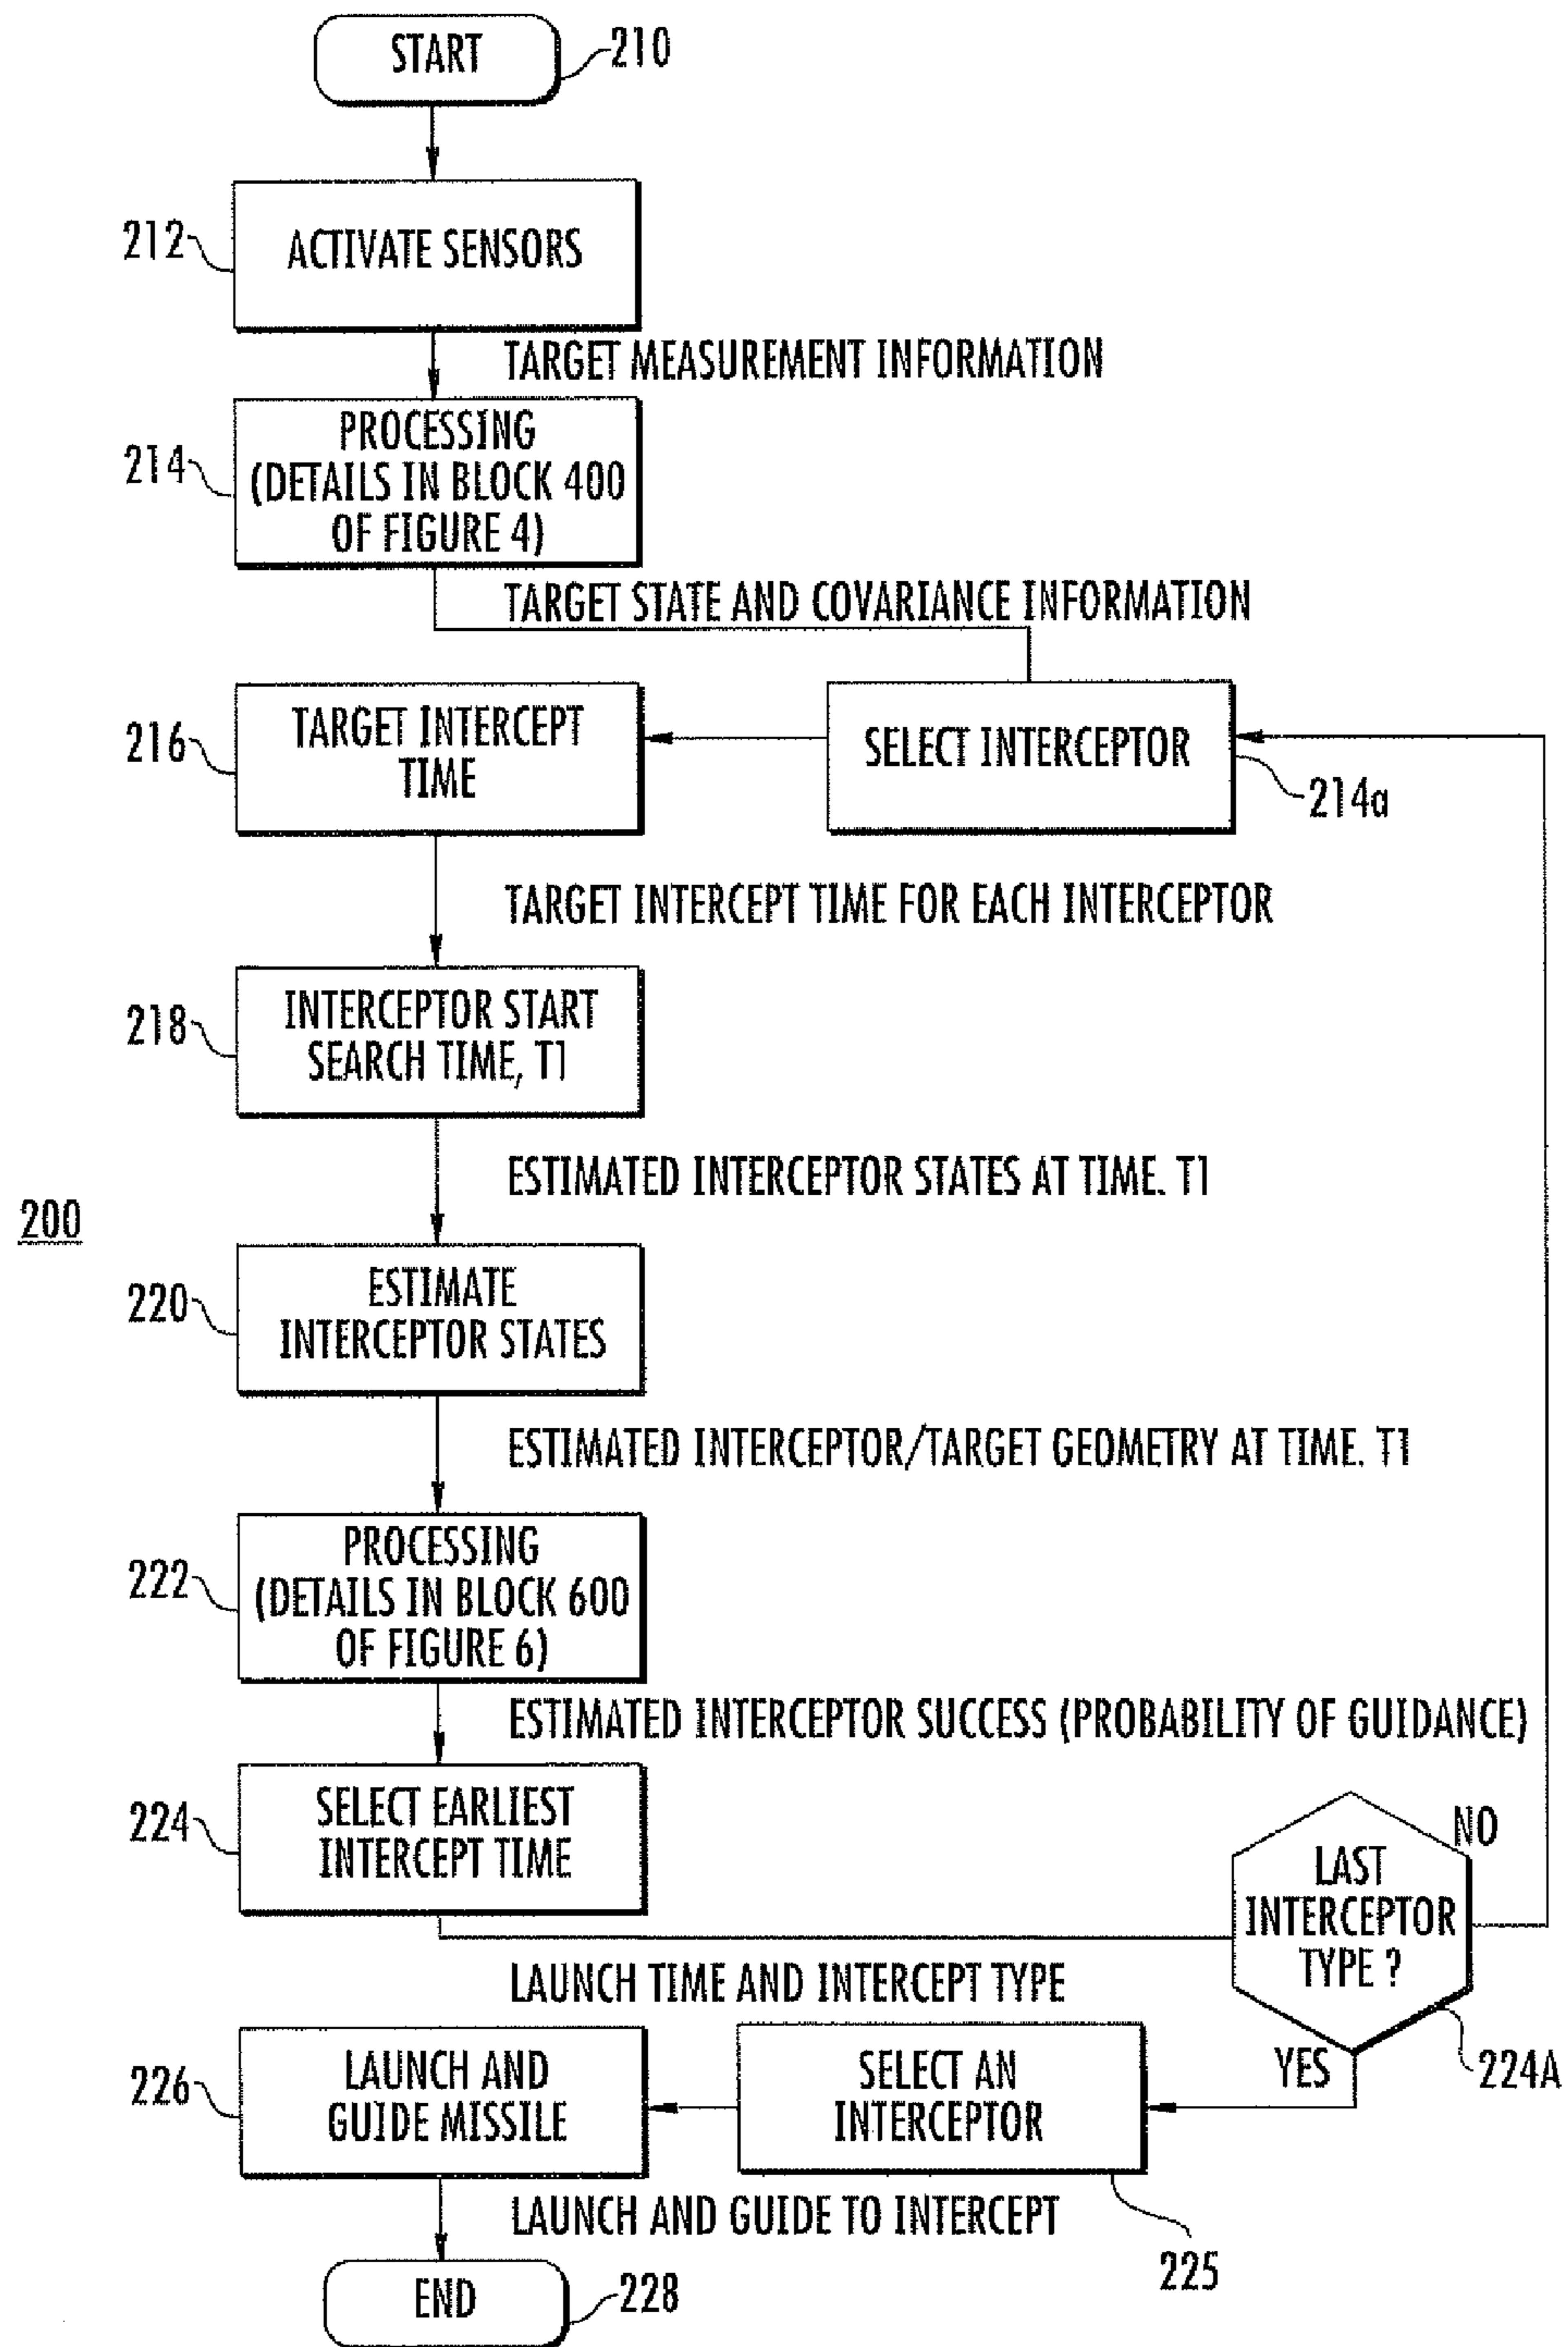 START
210
212
ACTIVATE SENSORS
TARGET MEASUREMENT INFORMATION
214
PROCESSING
(DETAILS IN BLOCK 400
OF FIGURE 4)
TARGET STATE AND COVARIANCE INFORMATION
216
TARGET INTERCEPT
TIME
SELECT INTERCEPTOR
214a
TARGET INTERCEPT TIME FOR EACH INTERCEPTOR
218
INTERCEPTOR START
SEARCH TIME, T1
ESTIMATED INTERCEPTOR STATES AT TIME. T1
200
220
ESTIMATE
INTERCEPTOR STATES
ESTIMATED INTERCEPTOR/TARGET GEOMETRY AT TIME. T1
222
PROCESSING
(DETAILS IN BLOCK 600
OF FIGURE 6)
ESTIMATED INTERCEPTOR SUCCESS (PROBABILITY OF GUIDANCE)
224
SELECT EARLIEST
INTERCEPT TIME
NO
LAST
INTERCEPTOR
TYPE ?
LAUNCH TIME AND INTERCEPT TYPE
YES
224A
226
LAUNCH AND
GUIDE MISSILE
SELECT AN
INTERCEPTOR
LAUNCH AND GUIDE TO INTERCEPT
225
END
228